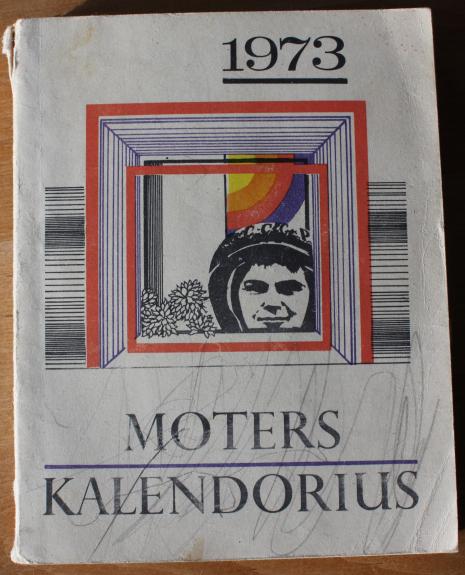 1973
С.С.С.Р
MOTERS
KALENDORIUS